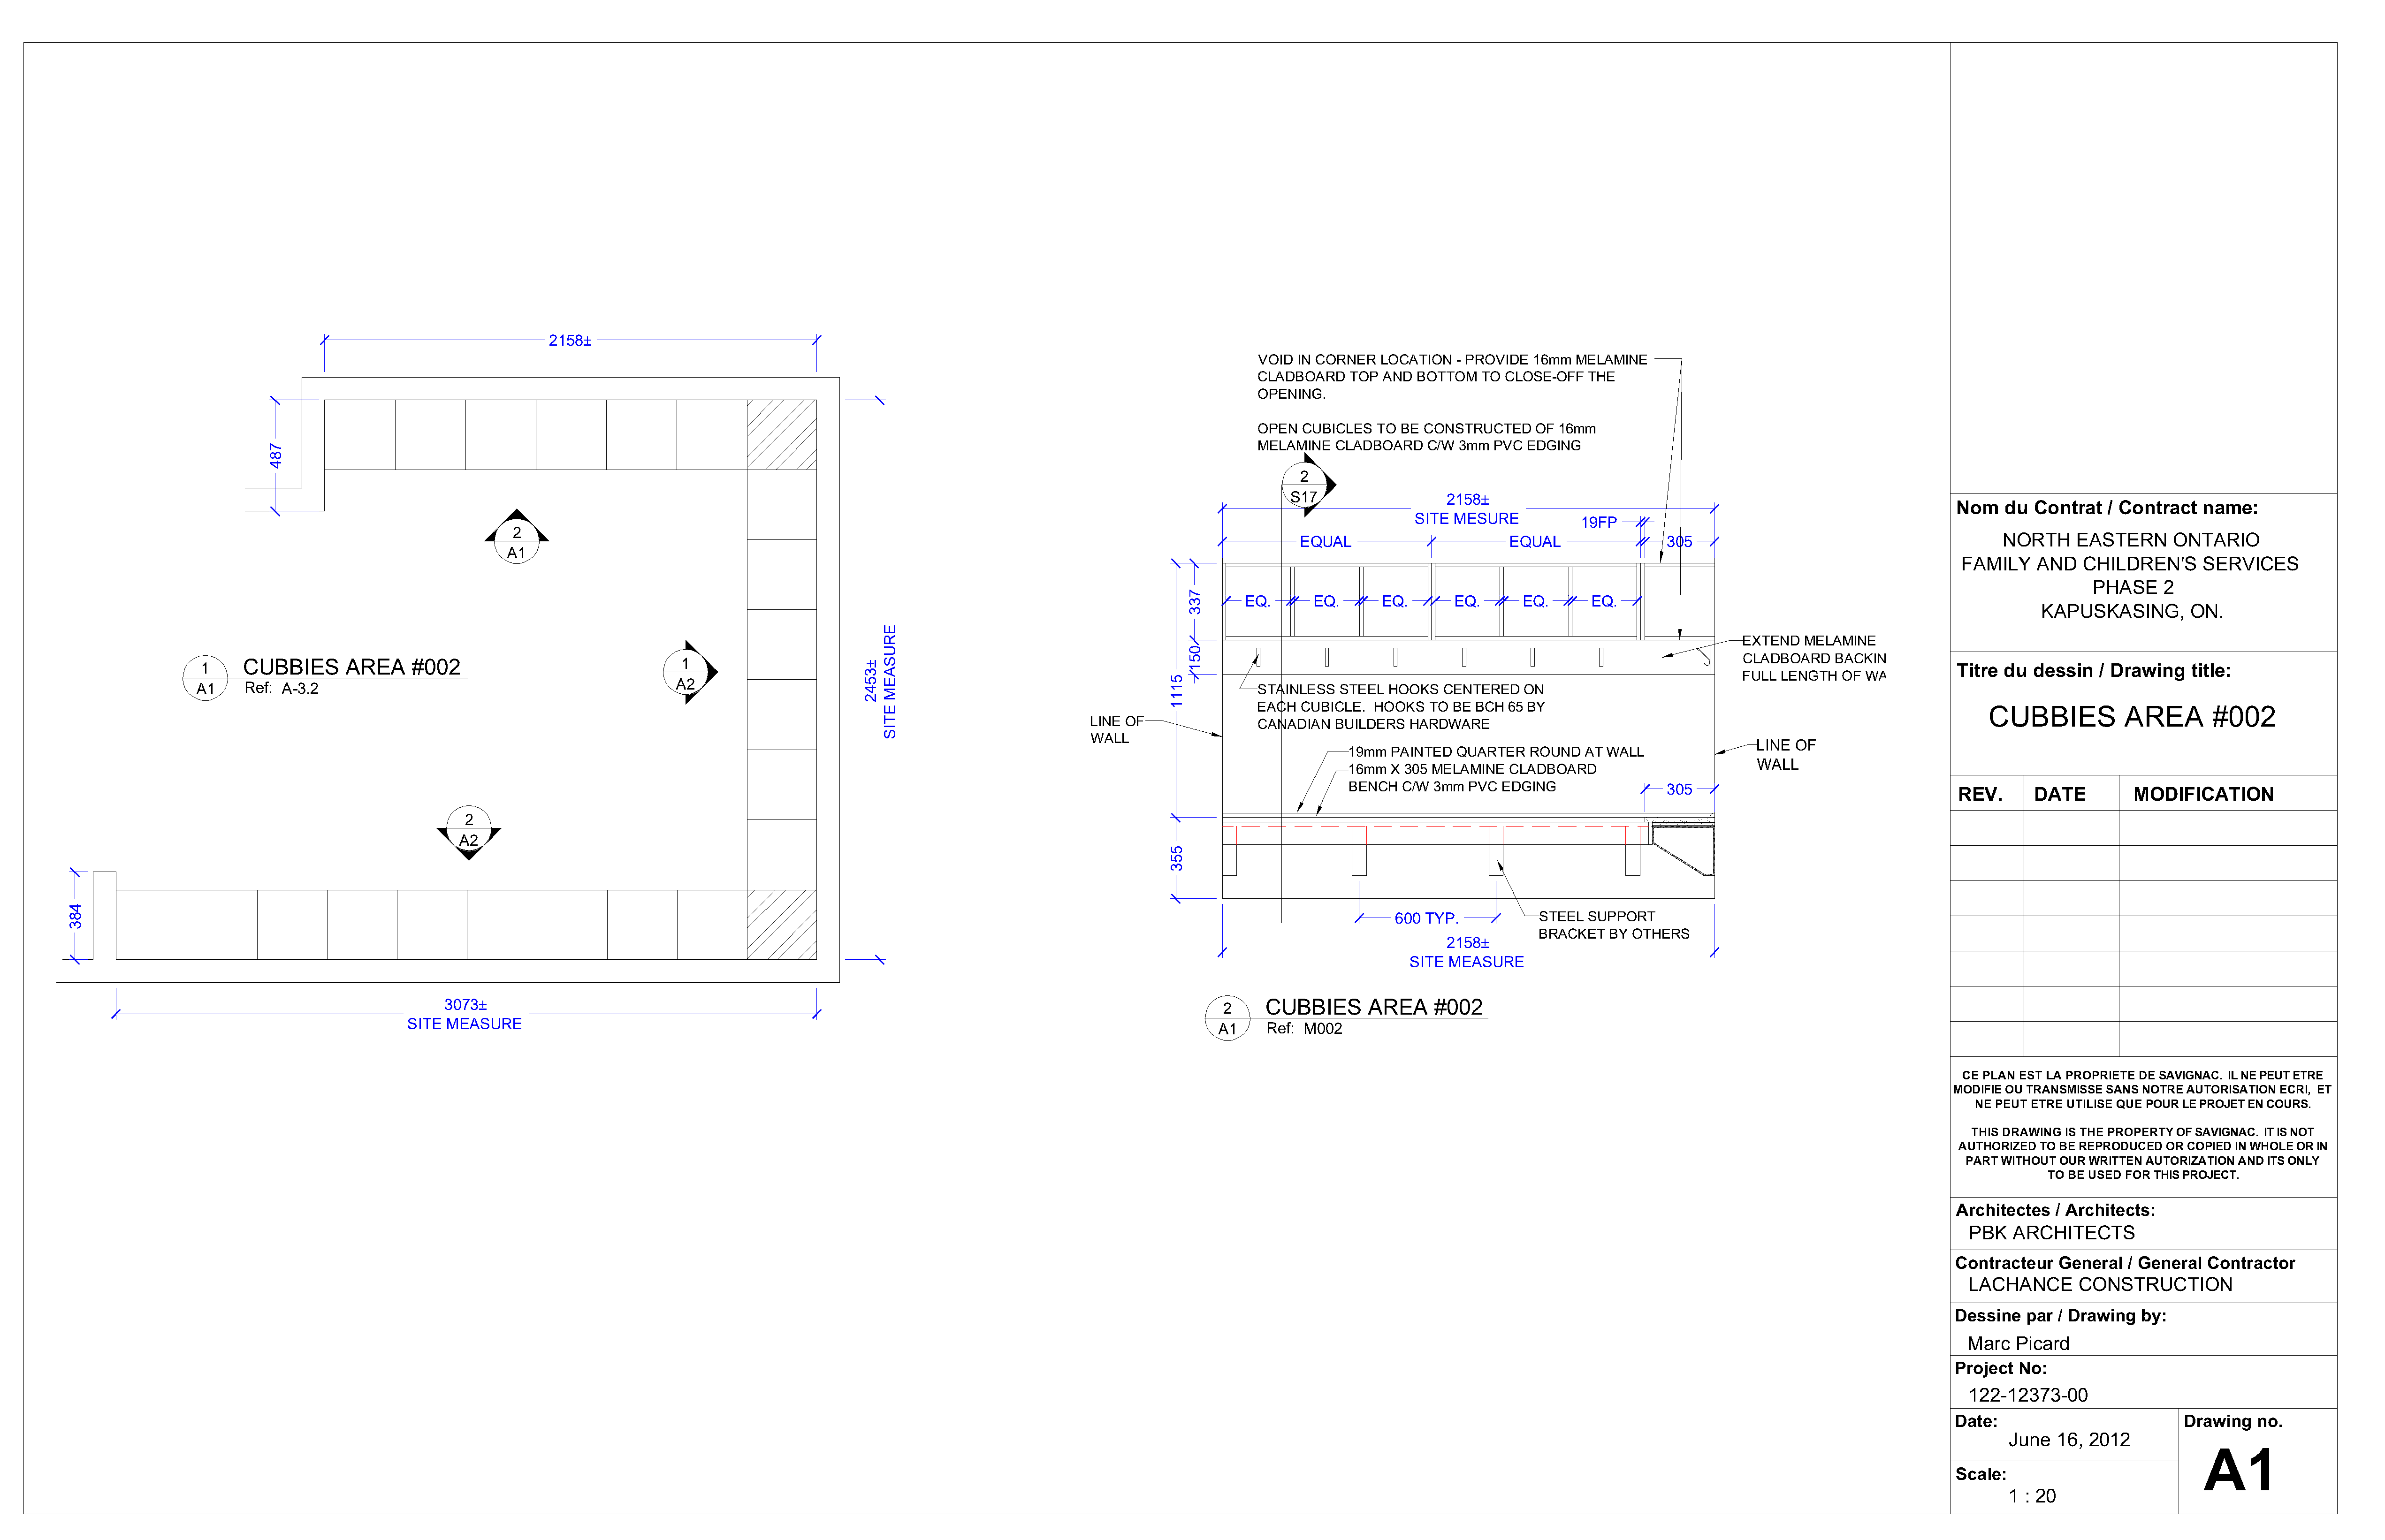 2158±
487
2
A1
1
A1
CUBBIES AREA #002
Ref: A-3.2
1
A2
2453±
SITE MEASURE
2
A2
384
3073±
SITE MEASURE
VOID IN CORNER LOCATION - PROVIDE 16mm MELAMINE
CLADBOARD TOP AND BOTTOM TO CLOSE-OFF THE
OPENING.
OPEN CUBICLES TO BE CONSTRUCTED OF 16mm
MELAMINE CLADBOARD C/W 3mm PVC EDGING
2
S17
2158±
SITE MESURE
19FP
EQUAL
EQUAL
305
337
EQ.
EQ.
EQ.
EQ.
EQ.
EQ.
150
1115
EXTEND MELAMINE
CLADBOARD BACKIN
FULL LENGTH OF WA
STAINLESS STEEL HOOKS CENTERED ON
EACH CUBICLE. HOOKS TO BE BCH 65 BY
CANADIAN BUILDERS HARDWARE
LINE OF
WALL
LINE OF
WALL
19mm PAINTED QUARTER ROUND AT WALL
16mm X 305 MELAMINE CLADBOARD
BENCH C/W 3mm PVC EDGING
305
355
600 TYP.
STEEL SUPPORT
BRACKET BY OTHERS
2158±
SITE MEASURE
2
A1
CUBBIES AREA #002
Ref: M002
Nom du Contrat / Contract name:
NORTH EASTERN ONTARIO
FAMILY AND CHILDREN'S SERVICES
PHASE 2
KAPUSKASING, ON.
Titre du dessin / Drawing title:
CUBBIES AREA #002
REV. DATE MODIFICATION
CE PLAN EST LA PROPRIETE DE SAVIGNAC. IL NE PEUT ETRE
MODIFIE OU TRANSMISSE SANS NOTRE AUTORISATION ECRI, ET
NE PEUT ETRE UTILISE QUE POUR LE PROJET EN COURS.
THIS DRAWING IS THE PROPERTY OF SAVIGNAC. IT IS NOT
AUTHORIZED TO BE REPRODUCED OR COPIED IN WHOLE OR IN
PART WITHOUT OUR WRITTEN AUTORIZATION AND ITS ONLY
TO BE USED FOR THIS PROJECT.
Architectes / Architects:
PBK ARCHITECTS
Contracteur General / General Contractor
LACHANCE CONSTRUCTION
Dessine par / Drawing by:
Marc Picard
Project No:
122-12373-00
Date:
June 16, 2012
Drawing no.
A1
Scale:
1 : 20